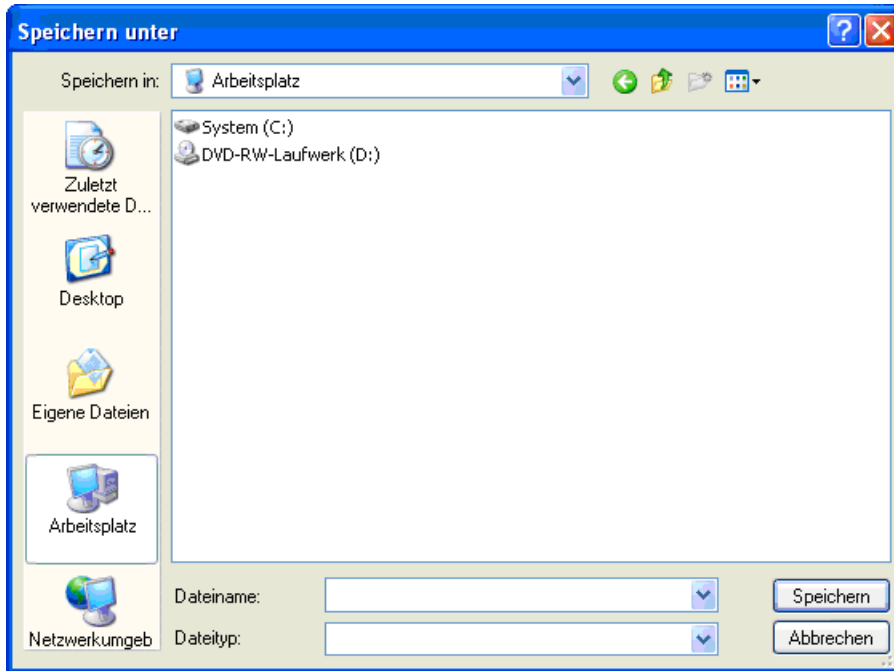 Speichern unter
Speichern in:
Arbeitsplatz
System (C:)
DVD-RW-Laufwerk (D:)
Zuletzt
verwendete D...
Desktop
Eigene Dateien
Arbeitsplatz
Netzwerkumgeb
Dateiname:
Speichern
Dateityp:
Abbrechen